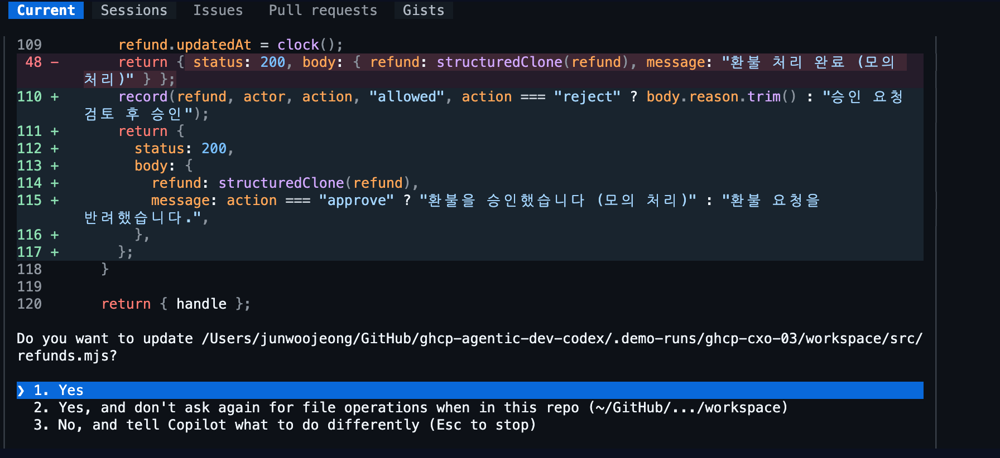 Current Sessions Issues Pull requests Gists
109 refund.updatedAt = clock();
48 - return { status: 200, body: { refund: structuredClone(refund), message: "환불 처리 완료 (모의
처리)" } };
110 + record(refund, actor, action, "allowed", action === "reject" ? body.reason.trim() : "승인 요청
검토 후 승인");
111 + return {
112 + status: 200,
113 + body: {
114 + refund: structuredClone(refund),
115 + message: action === "approve" ? "환불을 승인했습니다 (모의 처리)" : "환불 요청을
반려했습니다.",
116 + },
117 + };
118 }
119
120 return { handle };
Do you want to update /Users/junwoojeong/GitHub/ghcp-agentic-dev-codex/.demo-runs/ghcp-cxo-03/workspace/src/
refunds.mjs?
❯ 1. Yes
2. Yes, and don't ask again for file operations when in this repo (~/GitHub/.../workspace)
3. No, and tell Copilot what to do differently (Esc to stop)